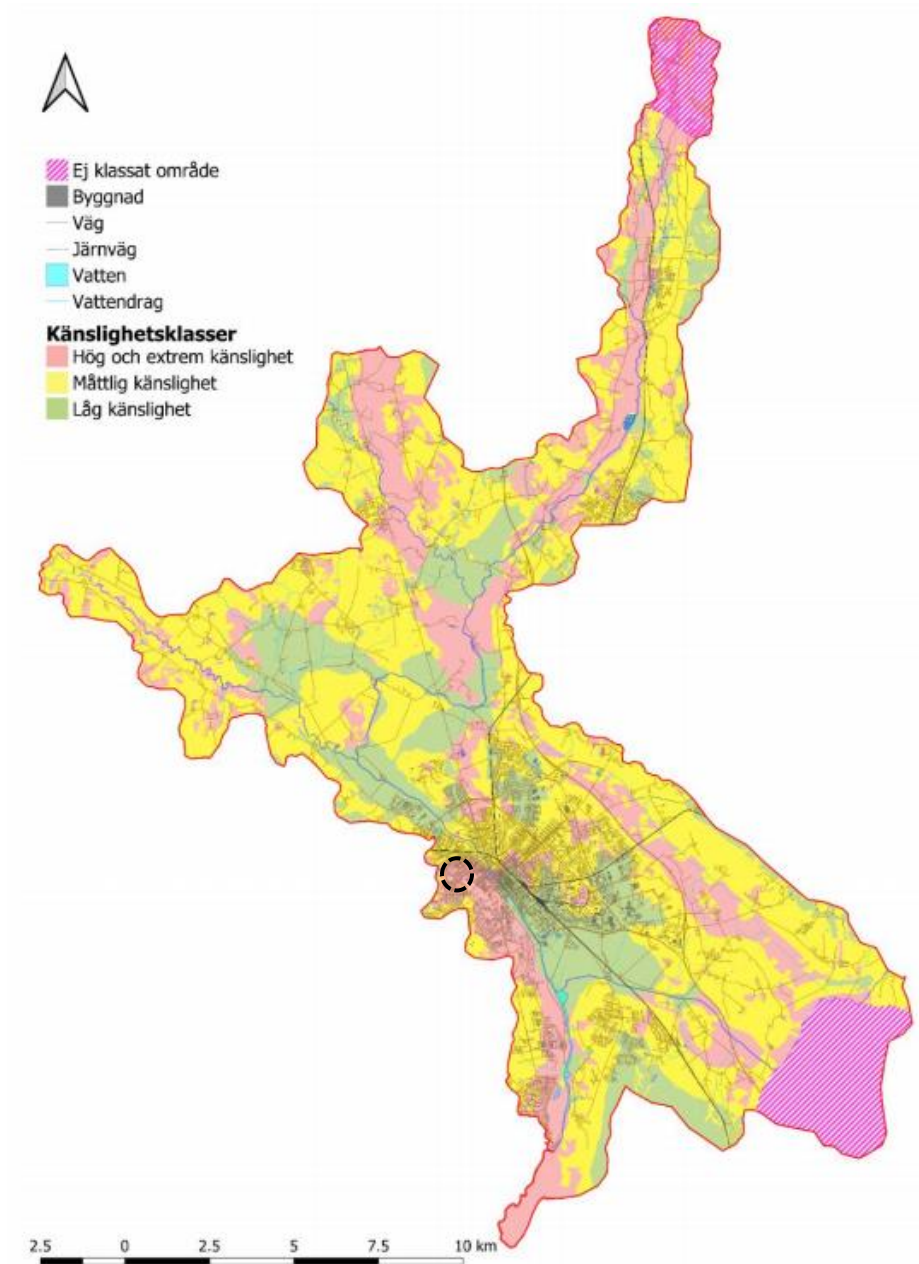 Ej klassat område
Byggnad
Väg
Järnväg
Vatten
Vattendrag
Känslighetsklasser
Hög och extrem känslighet
Måttlig känslighet
Låg känslighet
2.5 0 2.5 5 7.5 10 km